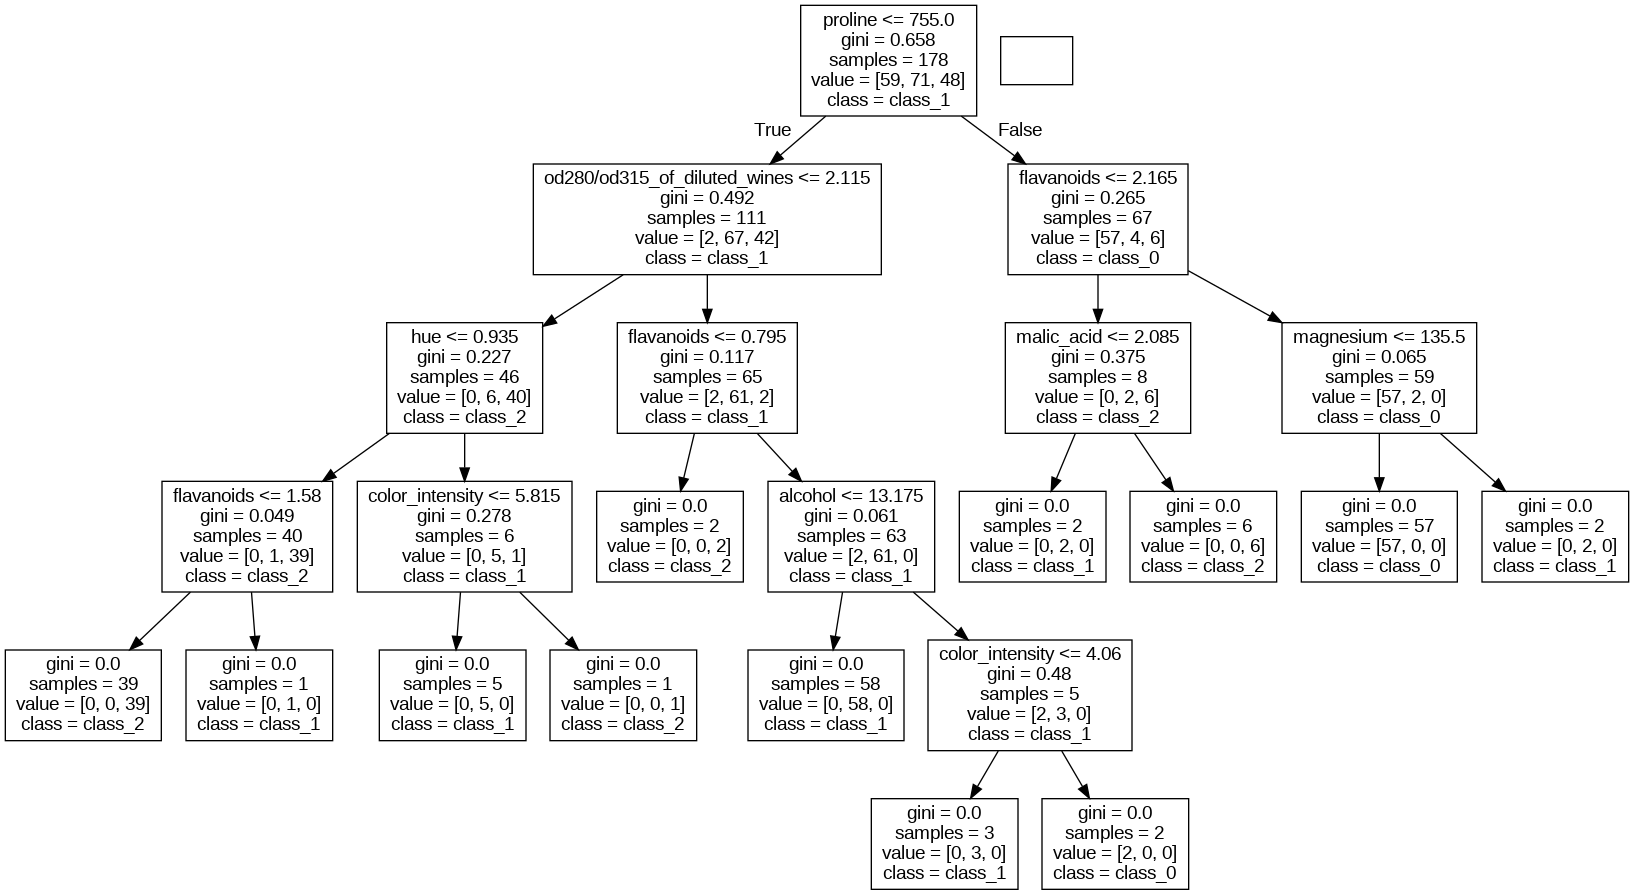 proline <= 755.0
gini = 0.658
samples = 178
value = [59, 71, 48]
class = class_1
True
False
od280/od315_of_diluted_wines <= 2.115
gini = 0.492
samples = 111
value = [2, 67, 42]
class = class_1
flavanoids <= 2.165
gini = 0.265
samples = 67
value = [57, 4, 6]
class = class_0
hue <= 0.935
gini = 0.227
samples = 46
value = [0, 6, 40]
class = class_2
flavanoids <= 0.795
gini = 0.117
samples = 65
value = [2, 61, 2]
class = class_1
malic_acid <= 2.085
gini = 0.375
samples = 8
value = [0, 2, 6]
class = class_2
magnesium <= 135.5
gini = 0.065
samples = 59
value = [57, 2, 0]
class = class_0
flavanoids <= 1.58
gini = 0.049
samples = 40
value = [0, 1, 39]
class = class_2
color_intensity <= 5.815
gini = 0.278
samples = 6
value = [0, 5, 1]
class = class_1
gini = 0.0
samples = 2
value = [0, 0, 2]
class = class_2
alcohol <= 13.175
gini = 0.061
samples = 63
value = [2, 61, 0]
class = class_1
gini = 0.0
samples = 2
value = [0, 2, 0]
class = class_1
gini = 0.0
samples = 6
value = [0, 0, 6]
class = class_2
gini = 0.0
samples = 57
value = [57, 0, 0]
class = class_0
gini = 0.0
samples = 2
value = [0, 2, 0]
class = class_1
gini = 0.0
samples = 39
value = [0, 0, 39]
class = class_2
gini = 0.0
samples = 1
value = [0, 1, 0]
class = class_1
gini = 0.0
samples = 5
value = [0, 5, 0]
class = class_1
gini = 0.0
samples = 1
value = [0, 0, 1]
class = class_2
gini = 0.0
samples = 58
value = [0, 58, 0]
class = class_1
color_intensity <= 4.06
gini = 0.48
samples = 5
value = [2, 3, 0]
class = class_1
gini = 0.0
samples = 3
value = [0, 3, 0]
class = class_1
gini = 0.0
samples = 2
value = [2, 0, 0]
class = class_0